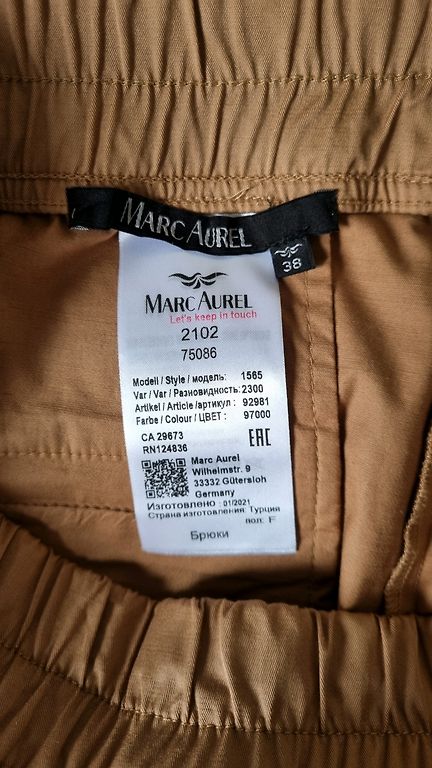 MARC AUREL
38
MARC AUREL
Let's keep in touch
2102
75086
Modell / Style / модель: 1565
Var / Var / Разновидность: 2300
Artikel / Article /артикул : 92981
Farbe / Colour / ЦВЕТ : 97000
CA 29673
RN124836
EAC
Marc Aurel
Wilhelmstr. 9
33332 Gütersloh
Germany
Изготовлено : 01/2021
Страна изготовления: Турция
пол: F
Брюки